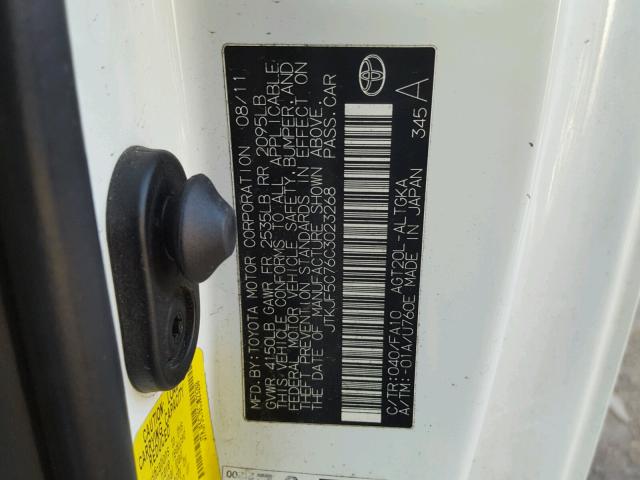 MFD.BY:TOYOTA MOTOR CORPORATION 08/11
GVWR 4150LB GAWR FR 2535LB RR 2095LB
THIS VEHICLE CONFORMS TO ALL APPLICABLE
FEDERAL MOTOR VEHICLE SAFETY, BUMPER, AND
THEFT PREVENTION STANDARDS IN EFFECT ON
THE DATE OF MANUFACTURE SHOWN ABOVE.
JTKJF5C76C3023268 PASS.CAR
C/TR:040/FA10 AGT20L-ALTGKA
A/TM:-01A/U760E MADE IN JAPAN
345 A